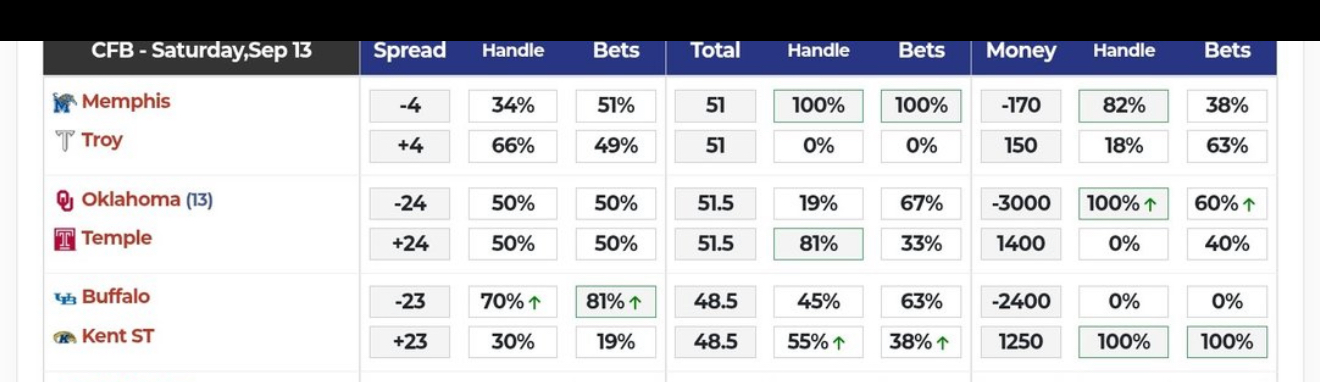 CFB - Saturday,Sep 13 Spread Handle Bets Total Handle Bets Money Handle Bets
Memphis -4 34% 51% 51 100% 100% -170 82% 38%
Troy +4 66% 49% 51 0% 0% 150 18% 63%
Oklahoma (13) -24 50% 50% 51.5 19% 67% -3000 100% ↑ 60% ↑
Temple +24 50% 50% 51.5 81% 33% 1400 0% 40%
Buffalo -23 70% ↑ 81% ↑ 48.5 45% 63% -2400 0% 0%
Kent ST +23 30% 19% 48.5 55% ↑ 38% ↑ 1250 100% 100%